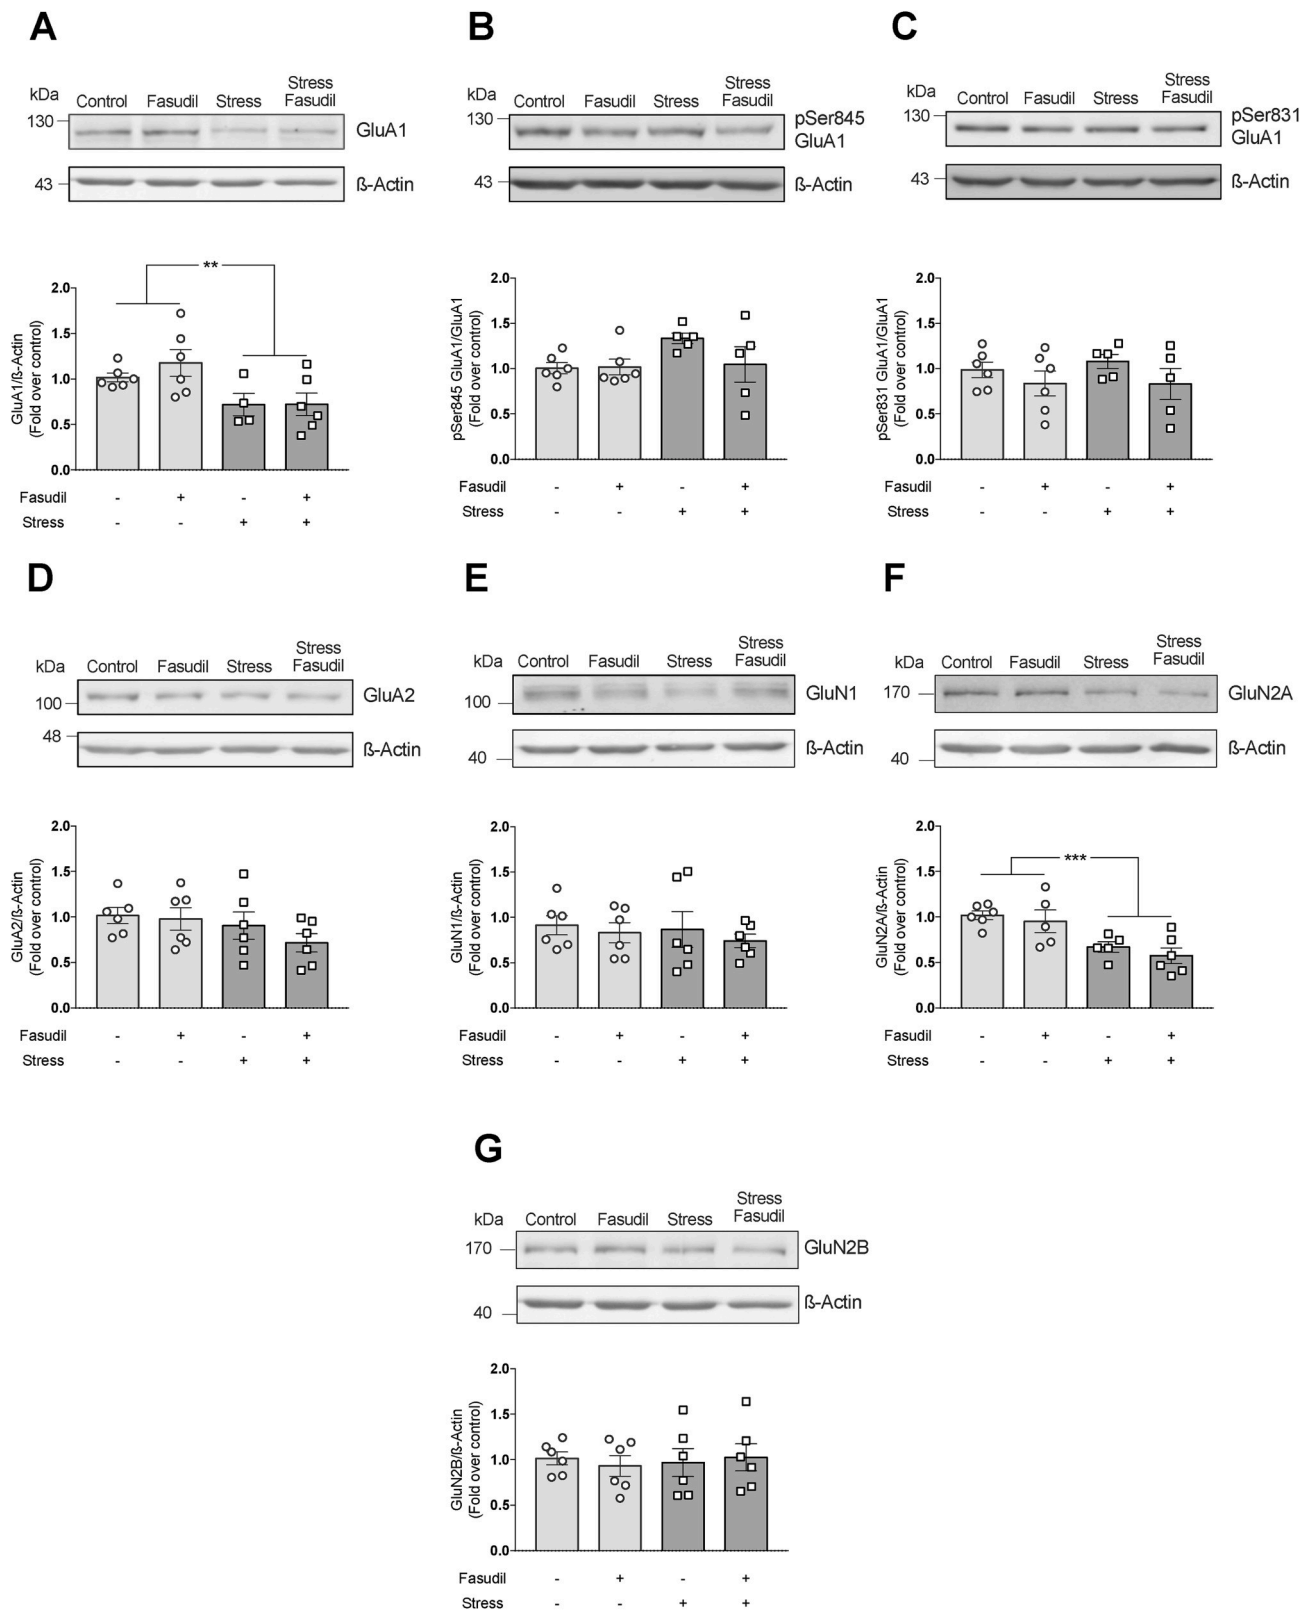 A
kDa
Control
Fasudil
Stress
Stress
Fasudil
130
GluA1
43
ß-Actin
**
GluA1/ß-Actin
(Fold over control)
2.0
1.5
1.0
0.5
0.0
Fasudil - + - +
Stress - - + +
B
kDa
Control
Fasudil
Stress
Stress
Fasudil
130
pSer845
GluA1
43
ß-Actin
pSer845 GluA1/GluA1
(Fold over control)
2.0
1.5
1.0
0.5
0.0
Fasudil - + - +
Stress - - + +
C
kDa
Control
Fasudil
Stress
Stress
Fasudil
130
pSer831
GluA1
43
ß-Actin
pSer831 GluA1/GluA1
(Fold over control)
2.0
1.5
1.0
0.5
0.0
Fasudil - + - +
Stress - - + +
D
kDa
Control
Fasudil
Stress
Stress
Fasudil
100
GluA2
48
ß-Actin
GluA2/ß-Actin
(Fold over control)
2.0
1.5
1.0
0.5
0.0
Fasudil - + - +
Stress - - + +
E
kDa
Control
Fasudil
Stress
Stress
Fasudil
100
GluN1
40
ß-Actin
GluN1/ß-Actin
(Fold over control)
2.0
1.5
1.0
0.5
0.0
Fasudil - + - +
Stress - - + +
F
kDa
Control
Fasudil
Stress
Stress
Fasudil
170
GluN2A
40
ß-Actin
***
GluN2A/ß-Actin
(Fold over control)
2.0
1.5
1.0
0.5
0.0
Fasudil - + - +
Stress - - + +
G
kDa
Control
Fasudil
Stress
Stress
Fasudil
170
GluN2B
40
ß-Actin
GluN2B/ß-Actin
(Fold over control)
2.0
1.5
1.0
0.5
0.0
Fasudil - + - +
Stress - - + +